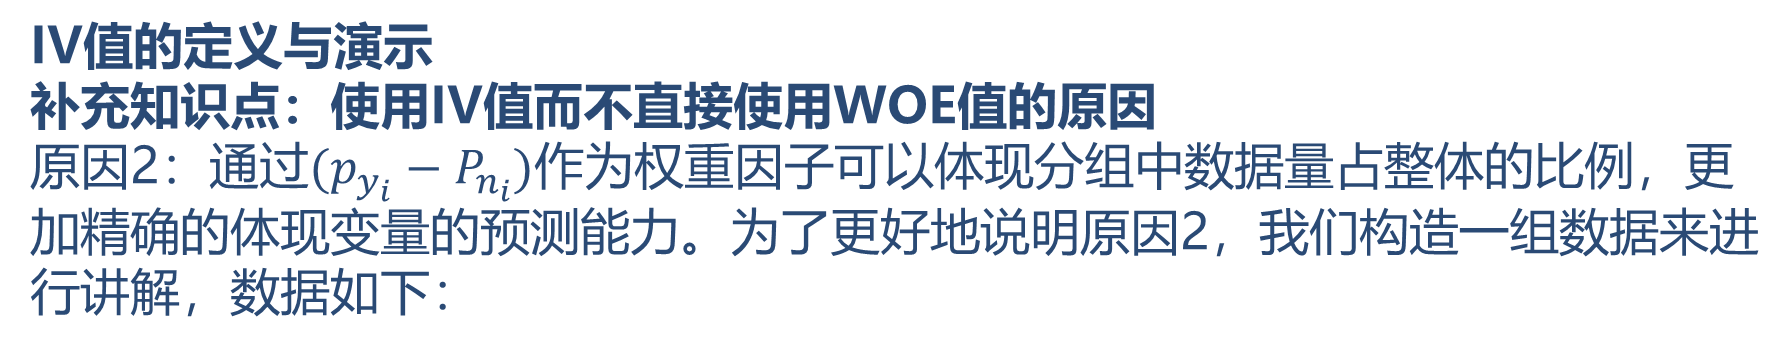 IV值的定义与演示
补充知识点：使用IV值而不直接使用WOE值的原因
原因2：通过(p_{y_i} − P_{n_i})作为权重因子可以体现分组中数据量占整体的比例，更
加精确的体现变量的预测能力。为了更好地说明原因2，我们构造一组数据来进
行讲解，数据如下：